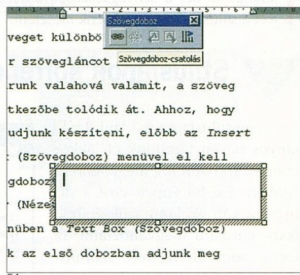 Szövegdoboz
veget különbö
Szövegdoboz-csatolás
r szövegláncot
runk valahová valamit, a szöveg
tkezőbe tolódik át. Ahhoz, hogy
udjunk készíteni, előbb az Insert
(Szövegdoboz) menüvel el kell
gdoboz
(Néze
nüben a Text Box (Szövegdoboz)
k az első dobozban adjunk meg